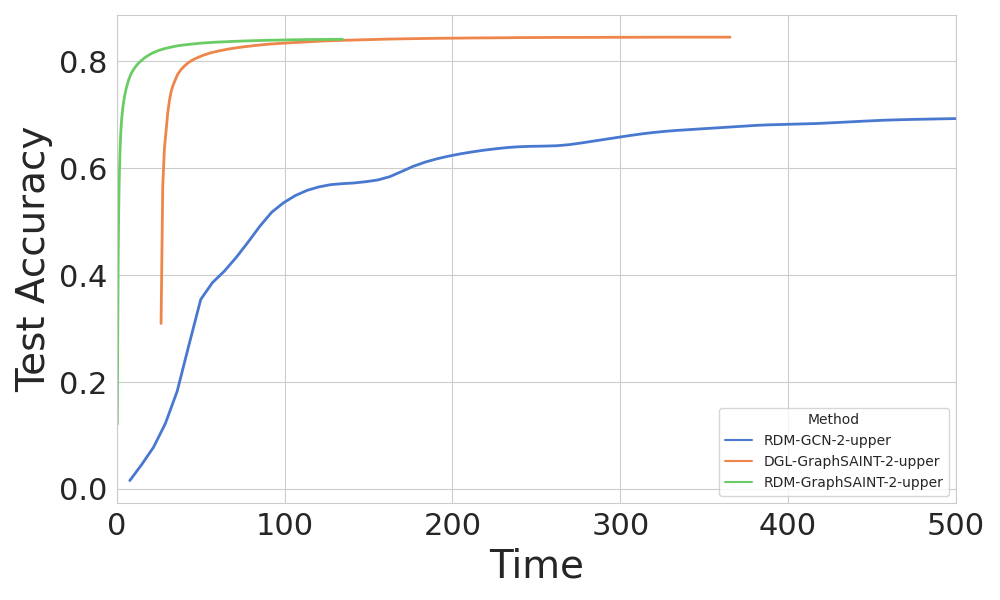 Test Accuracy
0.8
0.6
0.4
0.2
0.0
0
100
200
300
400
500
Time
Method
RDM-GCN-2-upper
DGL-GraphSAINT-2-upper
RDM-GraphSAINT-2-upper